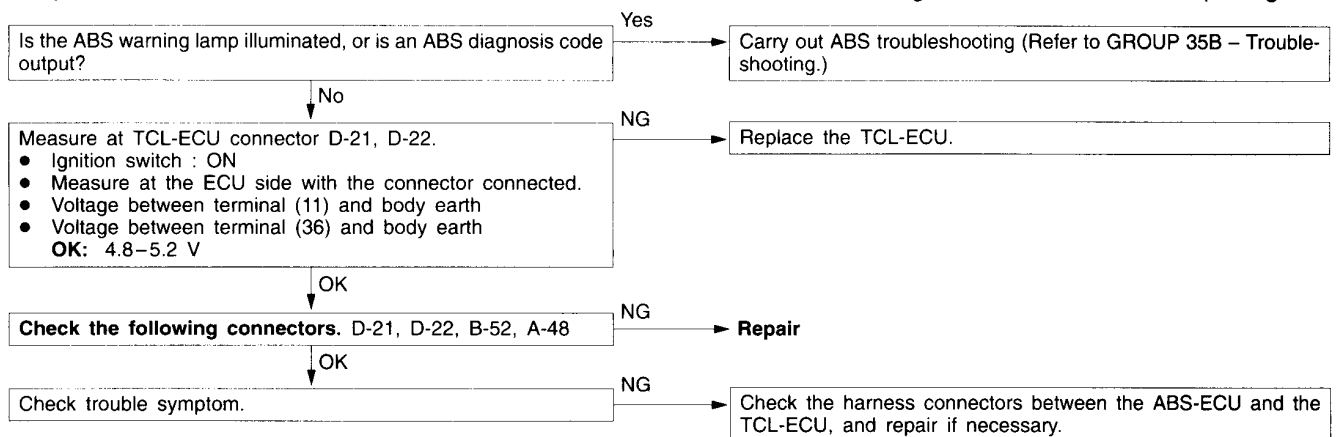 Yes
Is the ABS warning lamp illuminated, or is an ABS diagnosis code
output?
Carry out ABS troubleshooting (Refer to GROUP 35B – Trouble-
shooting.)
No
NG
Measure at TCL-ECU connector D-21, D-22.
● Ignition switch : ON
● Measure at the ECU side with the connector connected.
● Voltage between terminal (11) and body earth
● Voltage between terminal (36) and body earth
OK: 4.8–5.2 V
Replace the TCL-ECU.
OK
NG
Check the following connectors. D-21, D-22, B-52, A-48
Repair
OK
NG
Check trouble symptom.
Check the harness connectors between the ABS-ECU and the
TCL-ECU, and repair if necessary.